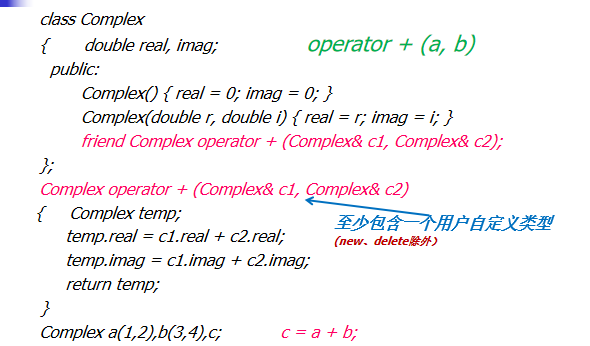 class Complex
{ double real, imag; operator + (a, b)
public:
Complex() { real = 0; imag = 0; }
Complex(double r, double i) { real = r; imag = i; }
friend Complex operator + (Complex& c1, Complex& c2);
};
Complex operator + (Complex& c1, Complex& c2)
{ Complex temp; 至少包含一个用户自定义类型
temp.real = c1.real + c2.real; (new、delete除外)
temp.imag = c1.imag + c2.imag;
return temp;
}
Complex a(1,2),b(3,4),c; c = a + b;